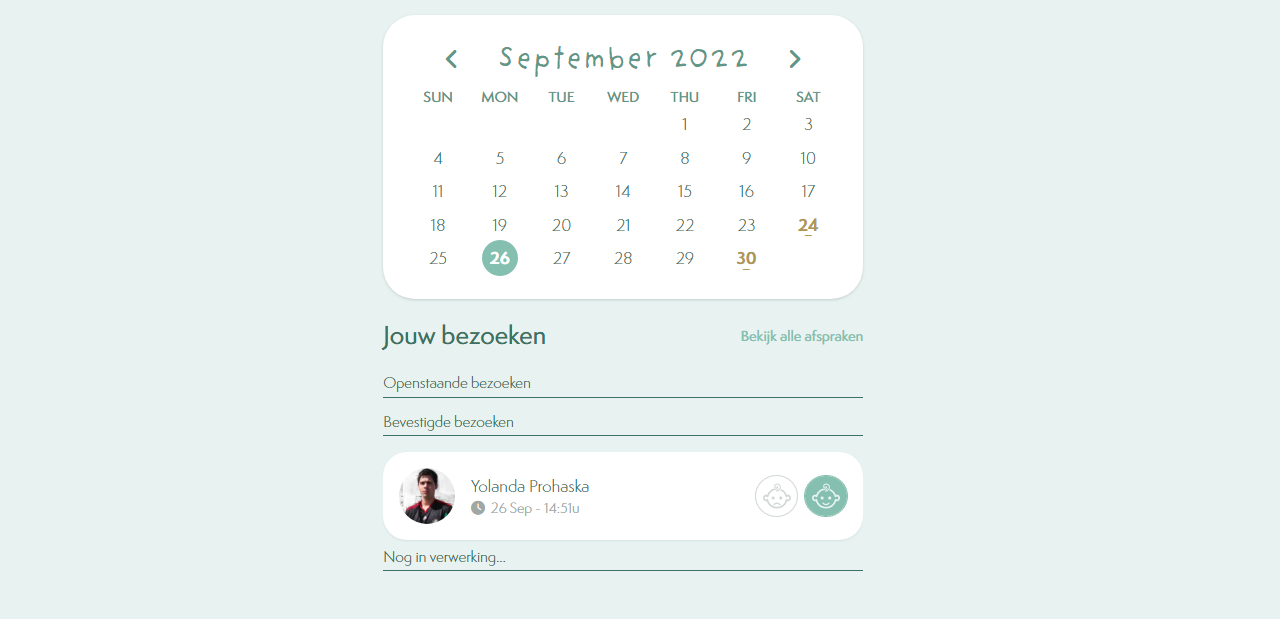 September 2022
SUN MON TUE WED THU FRI SAT
1 2 3
4 5 6 7 8 9 10
11 12 13 14 15 16 17
18 19 20 21 22 23 24
25 26 27 28 29 30
Jouw bezoeken Bekijk alle afspraken
Openstaande bezoeken
Bevestigde bezoeken
Yolanda Prohaska
26 Sep - 14:51u
Nog in verwerking...